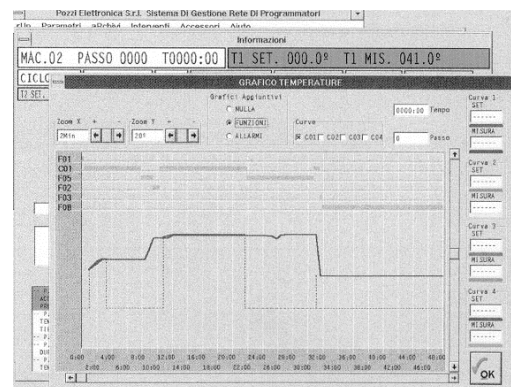 Pozzi Elettronica S.r.l. Sistema DI Gestione Rete DI Programmatori
Parametri aRchivi Interventi Accessori Aiuto
Informazioni
MAC.02 PASSO 0000 T0000:00 T1 SET. 000.0º T1 MIS. 041.0º
CICLO
T2 SET.
GRAFICO TEMPERATURE
Grafici Aggiuntivi
NULLA
FUNZIONI
ALLARMI
Zoom X + -
2Min
Zoom Y + -
20º
Curve
C01 C02 C03 C04
0000:00 Tempo
0 Passo
Curva 1
SET
------
MISURA
------
Curva 2
SET
------
MISURA
------
Curva 3
SET
------
MISURA
------
Curva 4
SET
------
MISURA
------
F01
C01
F05
F02
F03
F08
0:00 4:00 8:00 12:00 16:00 20:00 24:00 28:00 32:00 36:00 40:00 44:00 48:00
2:00 6:00 10:00 14:00 18:00 22:00 26:00 30:00 34:00 38:00 42:00 46:00
OK